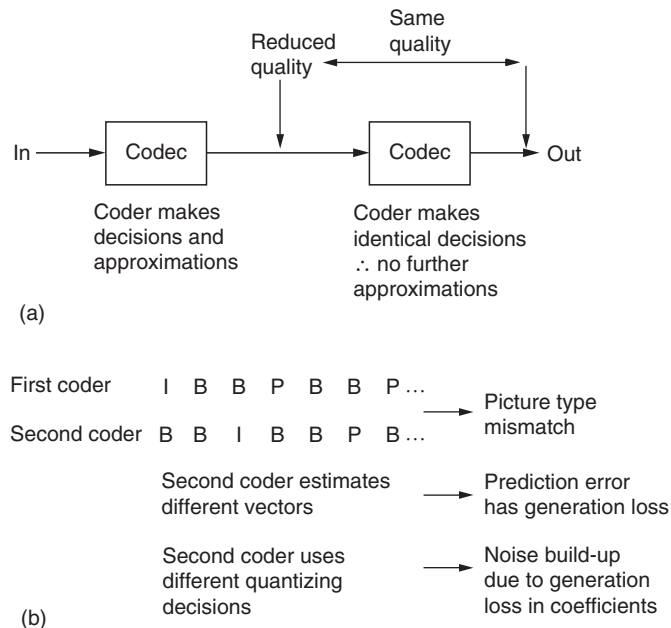 Same
quality
Reduced
quality
In
Codec
Codec
Out
Coder makes
decisions and
approximations
Coder makes
identical decisions
∴ no further
approximations
(a)
First coder I B B P B B P...
Second coder B B I B B P B...
Picture type
mismatch
Second coder estimates
different vectors
Prediction error
has generation loss
Second coder uses
different quantizing
decisions
Noise build-up
due to generation
loss in coefficients
(b)